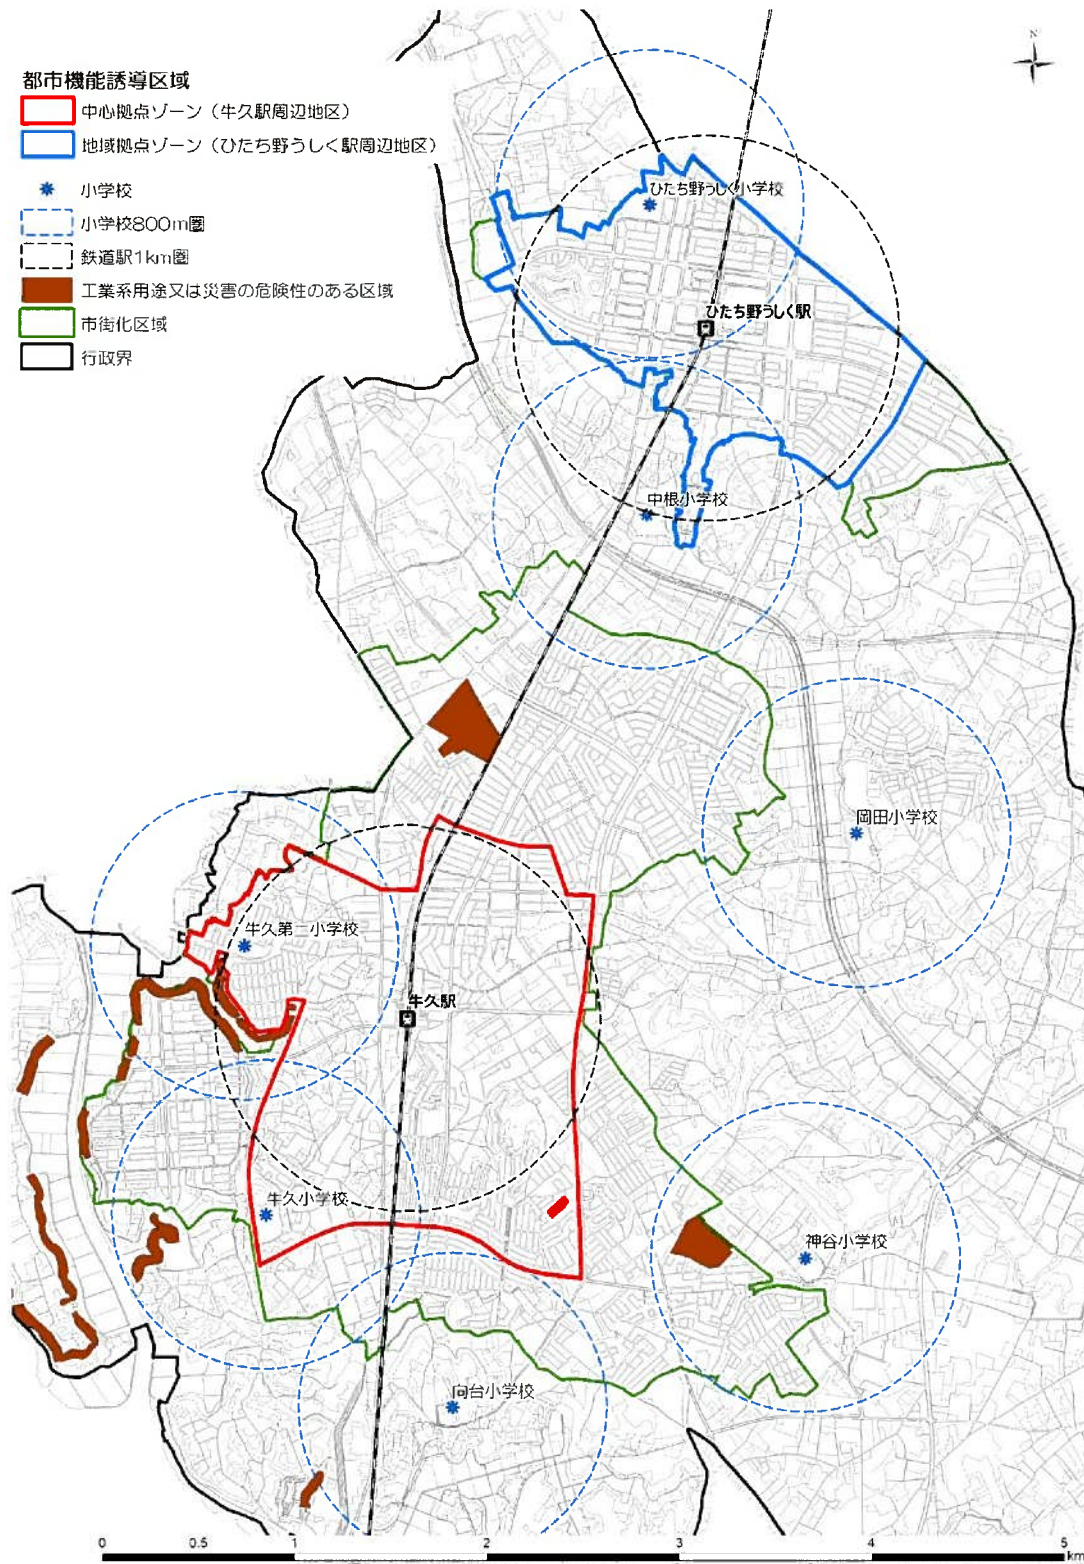 都市機能誘導区域
中心拠点ゾーン（牛久駅周辺地区）
地域拠点ゾーン（ひたち野うしく駅周辺地区）
小学校
小学校800m圏
鉄道駅1km圏
工業系用途又は災害の危険性のある区域
市街化区域
行政界
N
ひたち野うしく小学校
ひたち野うしく駅
中根小学校
岡田小学校
牛久第二小学校
牛久駅
牛久小学校
神谷小学校
向台小学校
0 0.5 1 2 3 4 5
km